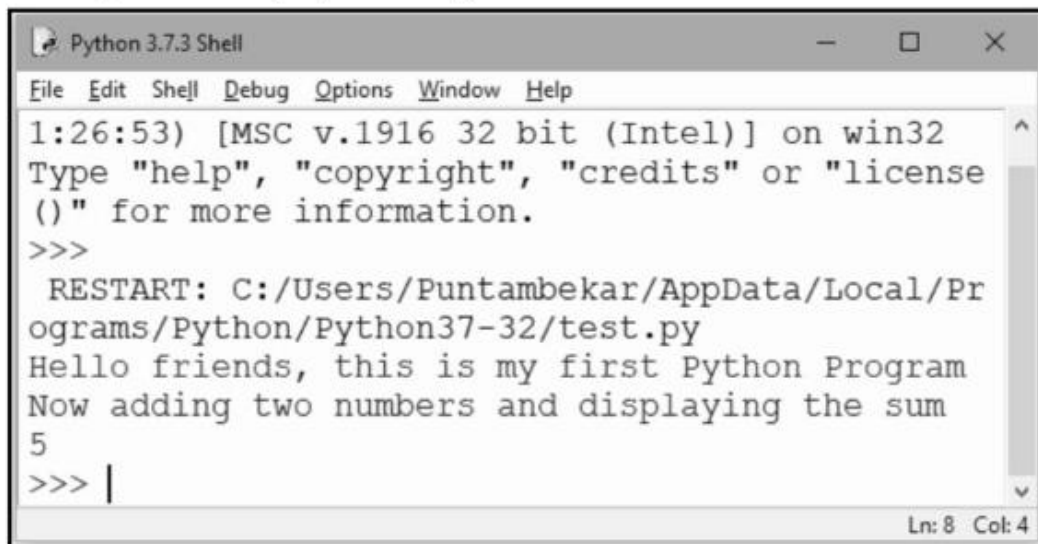 Python 3.7.3 Shell
File Edit Shell Debug Options Window Help
1:26:53) [MSC v.1916 32 bit (Intel)] on win32
Type "help", "copyright", "credits" or "license
()" for more information.
>>>
RESTART: C:/Users/Puntambekar/AppData/Local/Pr
ograms/Python/Python37-32/test.py
Hello friends, this is my first Python Program
Now adding two numbers and displaying the sum
5
>>>
Ln: 8 Col: 4